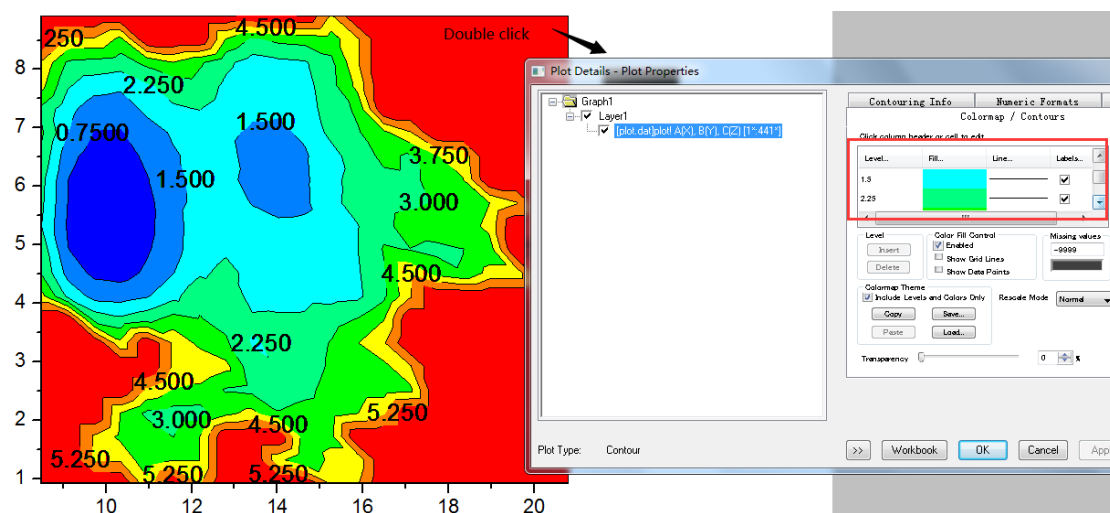 4.500
Double click
250
2.250
8
7
6
5
4
3
2
1
0.7500
1.500
1.500
3.750
3.000
4.500
2.250
4.500
3.000
4.500
5.250
5.250
5.250
5.250
10
12
14
16
18
20
Plot Details - Plot Properties
Graph1
Layer1
[plot.dat]plot! A(X), B(Y), C(Z) [1*:441*]
Contouring Info
Numeric Formats
Colormap / Contours
Click column header or cell to edit
Level...
Fill...
Line...
Labels...
1.5
2.25
Level
Insert
Delete
Color Fill Control
Enabled
Show Grid Lines
Show Data Points
Missing values
-9999
Colormap Theme
Include Levels and Colors Only
Copy
Save...
Paste
Load...
Rescale Mode
Normal
Transparency
0
%
Plot Type:
Contour
>>
Workbook
OK
Cancel
App